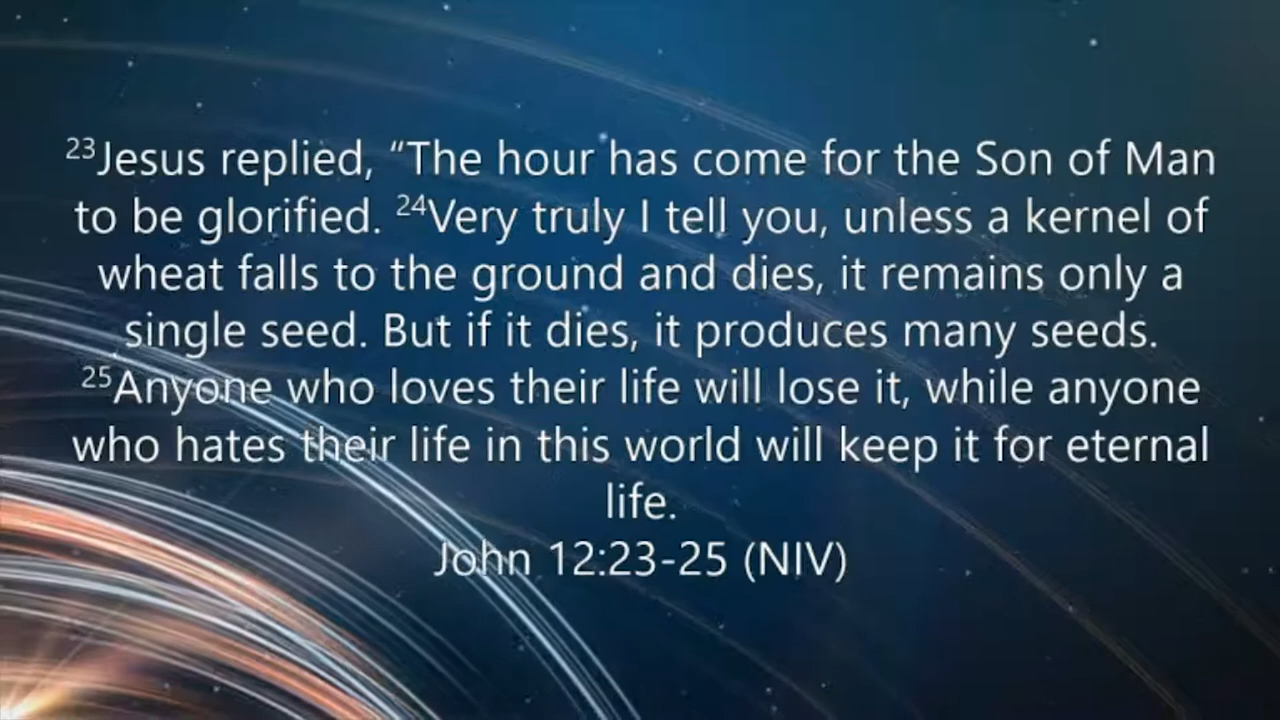 ²³Jesus replied, “The hour has come for the Son of Man
to be glorified. ²⁴Very truly I tell you, unless a kernel of
wheat falls to the ground and dies, it remains only a
single seed. But if it dies, it produces many seeds.
²⁵Anyone who loves their life will lose it, while anyone
who hates their life in this world will keep it for eternal
life.
John 12:23-25 (NIV)